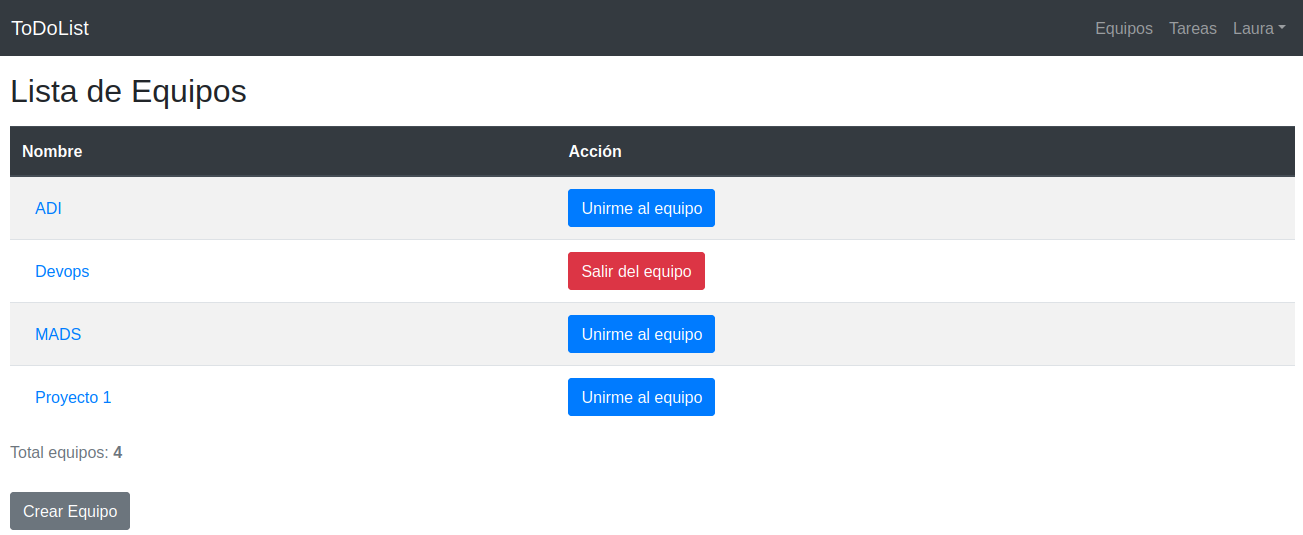 ToDoList Equipos Tareas Laura
Lista de Equipos
Nombre Acción
ADI Unirme al equipo
Devops Salir del equipo
MADS Unirme al equipo
Proyecto 1 Unirme al equipo
Total equipos: 4
Crear Equipo